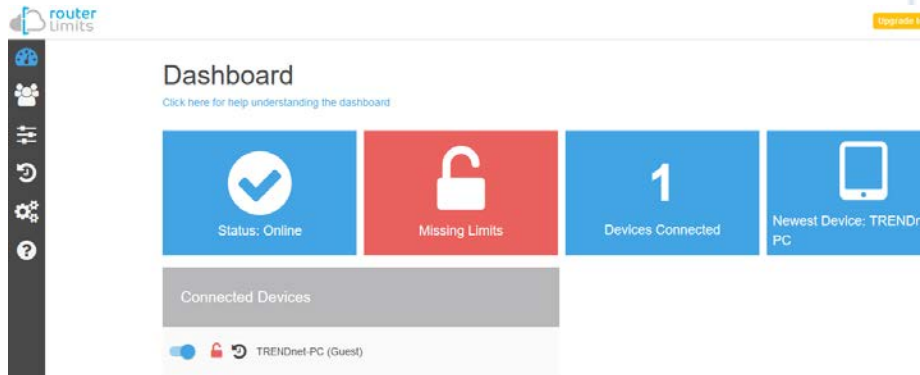 router
limits
Upgrade
Dashboard
Click here for help understanding the dashboard
Status: Online
Missing Limits
1
Devices Connected
Newest Device: TRENDn
PC
Connected Devices
TRENDnet-PC (Guest)